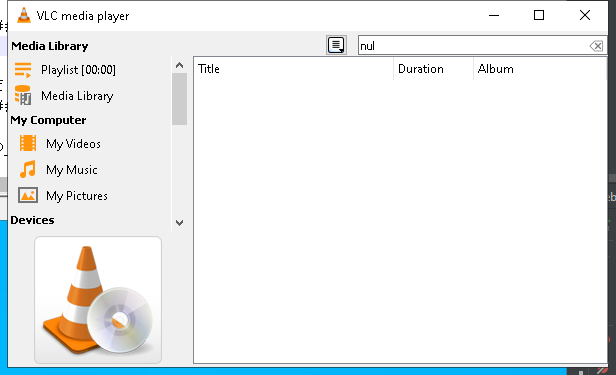 VLC media player
Media Library
nul
Playlist [00:00]
Media Library
My Computer
My Videos
My Music
My Pictures
Devices
Title
Duration
Album